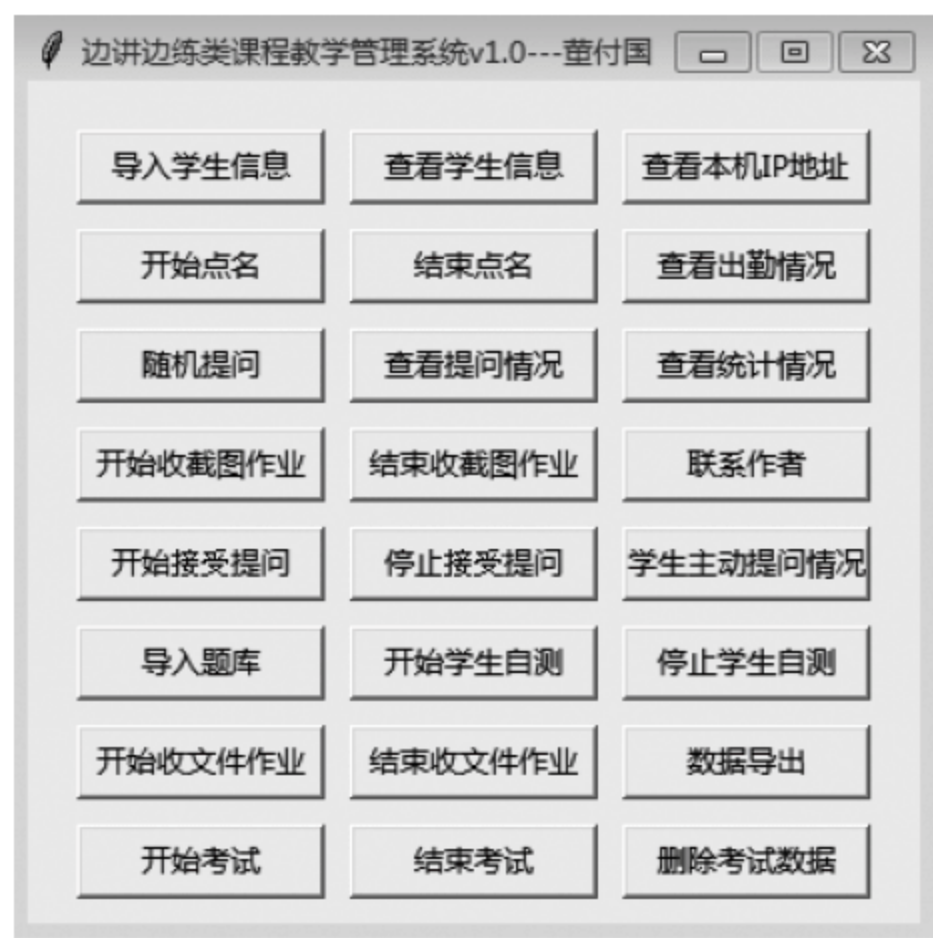 边讲边练类课程教学管理系统v1.0---董付国
导入学生信息 查看学生信息 查看本机IP地址
开始点名 结束点名 查看出勤情况
随机提问 查看提问情况 查看统计情况
开始收截图作业 结束收截图作业 联系作者
开始接受提问 停止接受提问 学生主动提问情况
导入题库 开始学生自测 停止学生自测
开始收文件作业 结束收文件作业 数据导出
开始考试 结束考试 删除考试数据